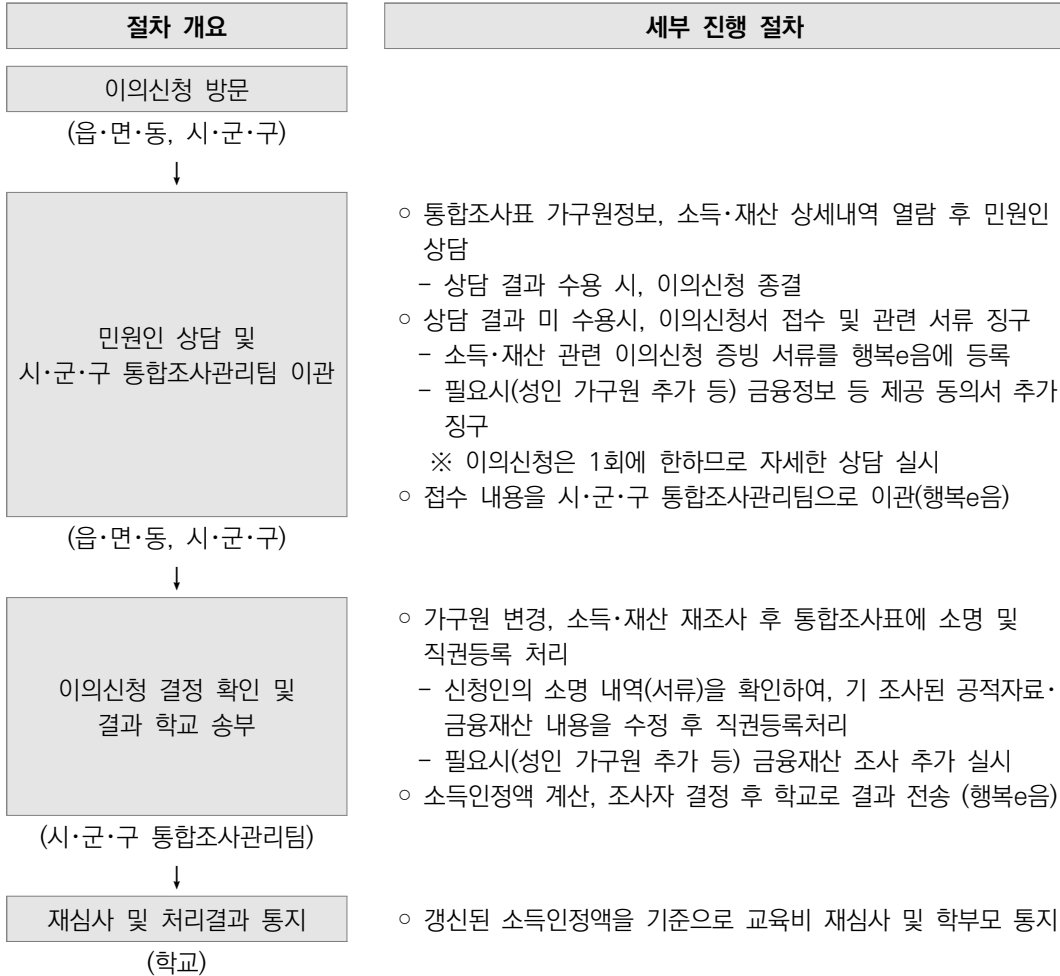 절차 개요
세부 진행 절차
이의신청 방문
(읍·면·동, 시·군·구)
↓
민원인 상담 및
시·군·구 통합조사관리팀 이관
○ 통합조사표 가구원정보, 소득·재산 상세내역 열람 후 민원인
상담
- 상담 결과 수용 시, 이의신청 종결
○ 상담 결과 미 수용시, 이의신청서 접수 및 관련 서류 징구
- 소득·재산 관련 이의신청 증빙 서류를 행복e음에 등록
- 필요시(성인 가구원 추가 등) 금융정보 등 제공 동의서 추가
징구
※ 이의신청은 1회에 한하므로 자세한 상담 실시
○ 접수 내용을 시·군·구 통합조사관리팀으로 이관(행복e음)
(읍·면·동, 시·군·구)
↓
이의신청 결정 확인 및
결과 학교 송부
○ 가구원 변경, 소득·재산 재조사 후 통합조사표에 소명 및
직권등록 처리
- 신청인의 소명 내역(서류)을 확인하여, 기 조사된 공적자료·
금융재산 내용을 수정 후 직권등록처리
- 필요시(성인 가구원 추가 등) 금융재산 조사 추가 실시
○ 소득인정액 계산, 조사자 결정 후 학교로 결과 전송 (행복e음)
(시·군·구 통합조사관리팀)
↓
재심사 및 처리결과 통지
○ 갱신된 소득인정액을 기준으로 교육비 재심사 및 학부모 통지
(학교)